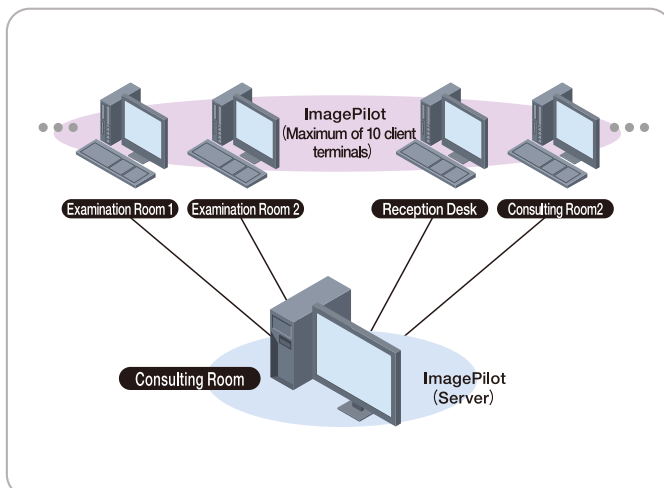 ImagePilot
(Maximum of 10 client
terminals)
Examination Room 1
Examination Room 2
Reception Desk
Consulting Room2
Consulting Room
ImagePilot
(Server)